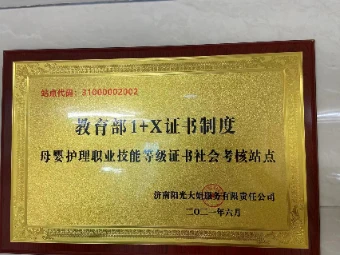 站点代码：31000002002
教育部1+X证书制度
母婴护理职业技能等级证书社会考核站点
济南阳光大姐服务有限责任公司
二〇二一年六月